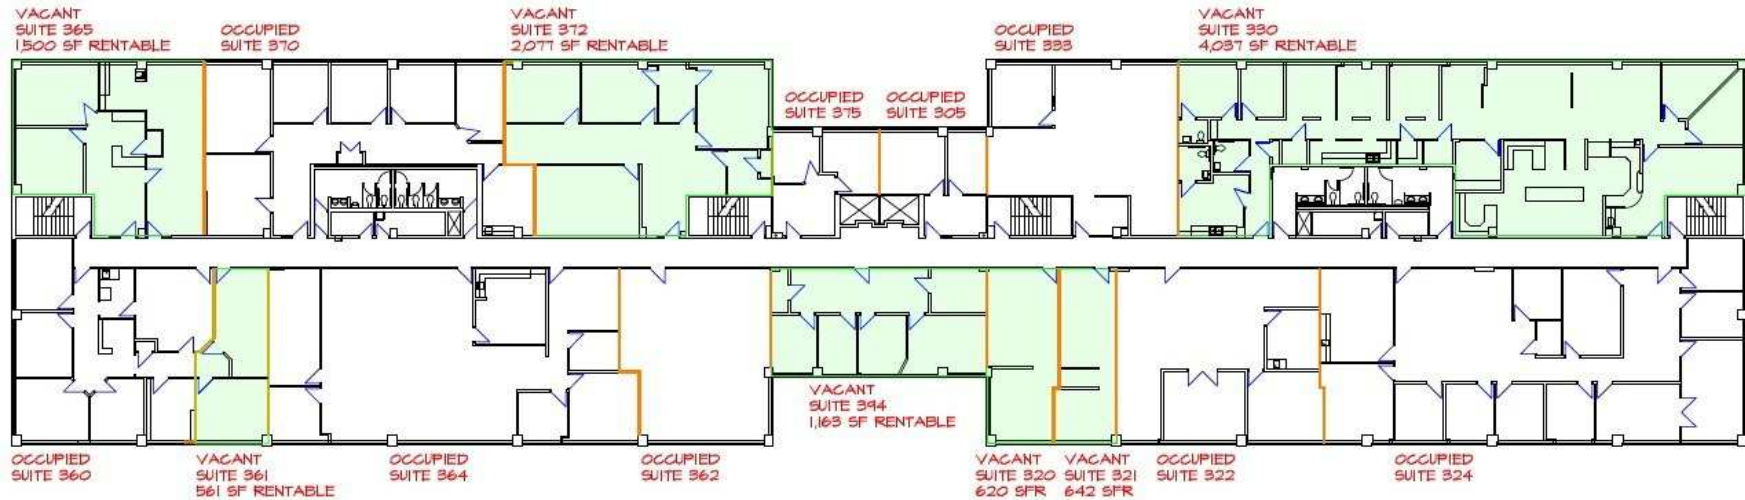 VACANT
SUITE 365
1,500 SF RENTABLE
OCCUPIED
SUITE 370
VACANT
SUITE 372
2,077 SF RENTABLE
OCCUPIED
SUITE 375
OCCUPIED
SUITE 305
OCCUPIED
SUITE 333
VACANT
SUITE 330
4,037 SF RENTABLE
VACANT
SUITE 394
1,163 SF RENTABLE
OCCUPIED
SUITE 360
VACANT
SUITE 361
561 SF RENTABLE
OCCUPIED
SUITE 364
OCCUPIED
SUITE 362
VACANT
SUITE 320
620 SFR
VACANT
SUITE 321
642 SFR
OCCUPIED
SUITE 322
OCCUPIED
SUITE 324